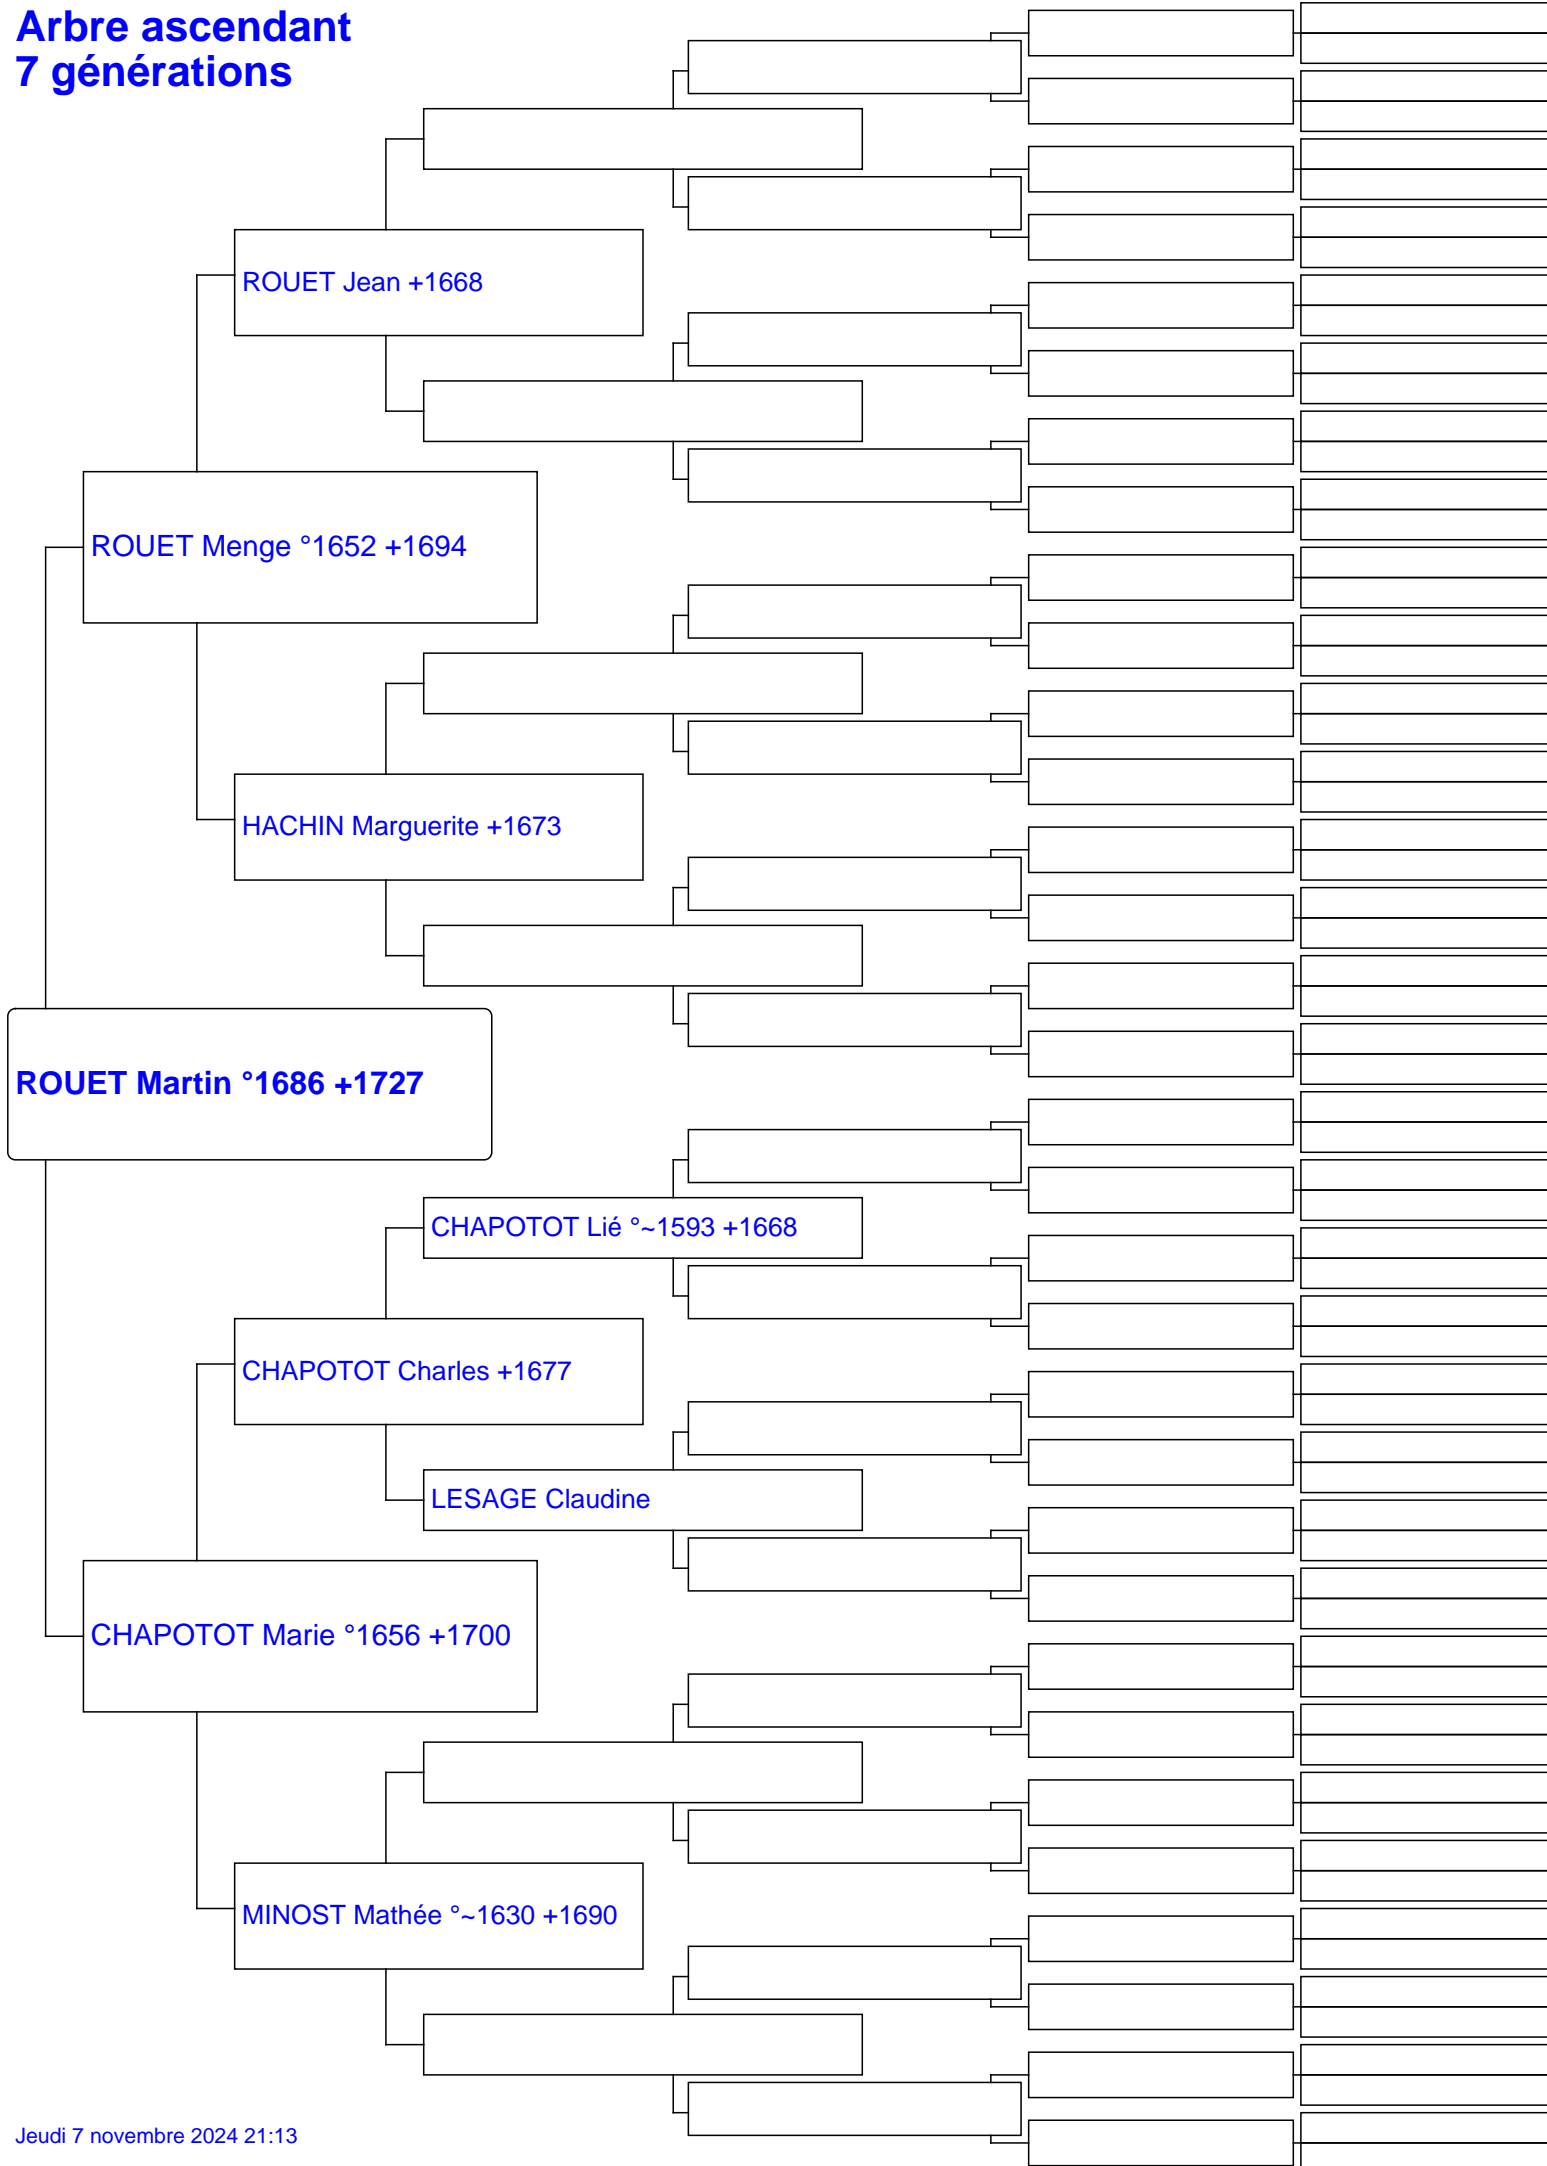 Arbre ascendant
7 générations
ROUET Jean +1668
ROUET Menge °1652 +1694
HACHIN Marguerite +1673
ROUET Martin °1686 +1727
CHAPOTOT Lié °~1593 +1668
CHAPOTOT Charles +1677
LESAGE Claudine
CHAPOTOT Marie °1656 +1700
MINOST Mathée °~1630 +1690
Jeudi 7 novembre 2024 21:13